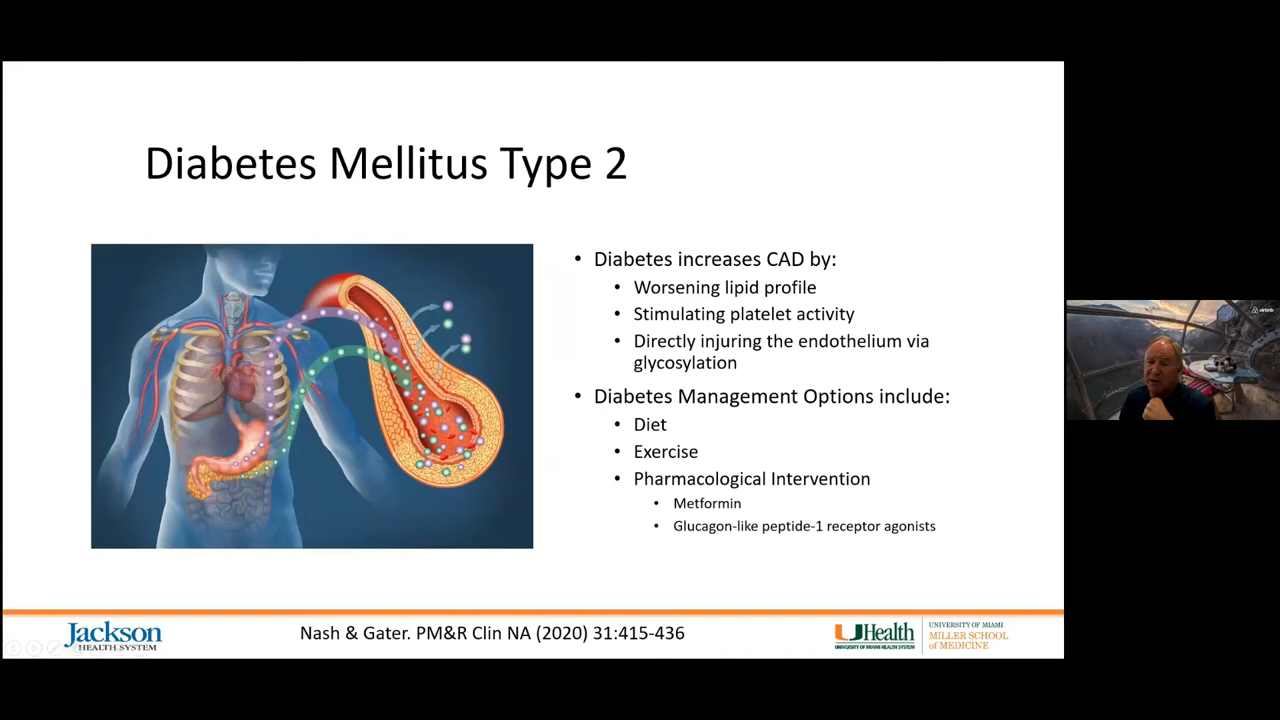 Diabetes Mellitus Type 2
• Diabetes increases CAD by:
• Worsening lipid profile
• Stimulating platelet activity
• Directly injuring the endothelium via
glycosylation
• Diabetes Management Options include:
• Diet
• Exercise
• Pharmacological Intervention
• Metformin
• Glucagon-like peptide-1 receptor agonists
Jackson
HEALTH SYSTEM
Nash & Gater. PM&R Clin NA (2020) 31:415-436
UHealth
UNIVERSITY OF MIAMI HEALTH SYSTEM
UNIVERSITY OF MIAMI
MILLER SCHOOL
of MEDICINE
airbnb